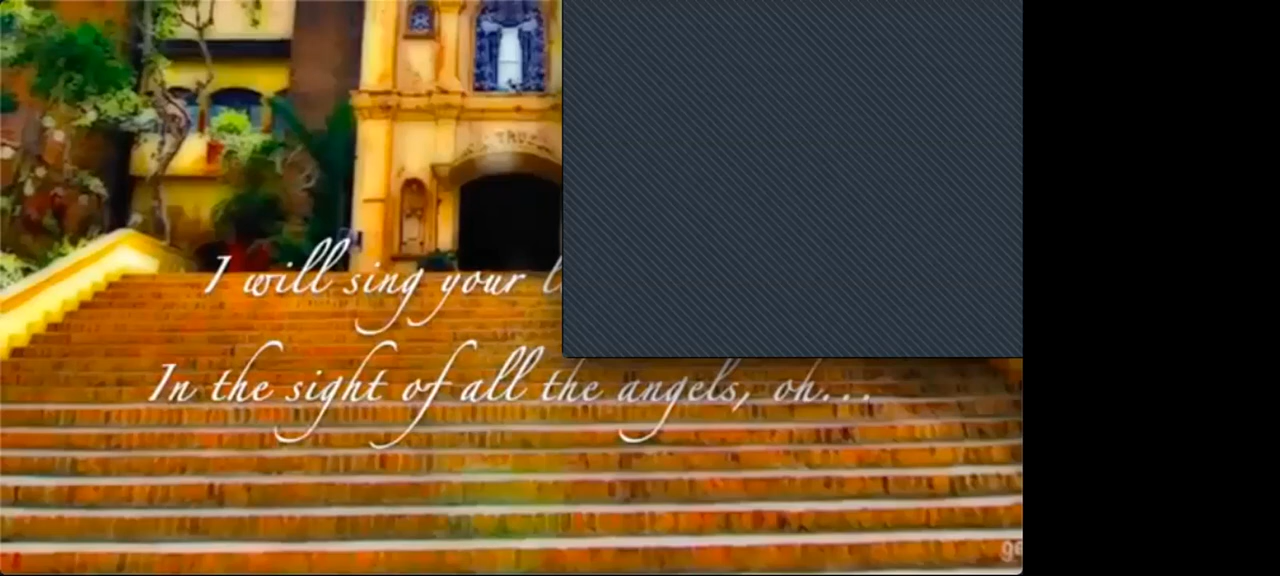 I will sing your
In the sight of all the angels, oh...